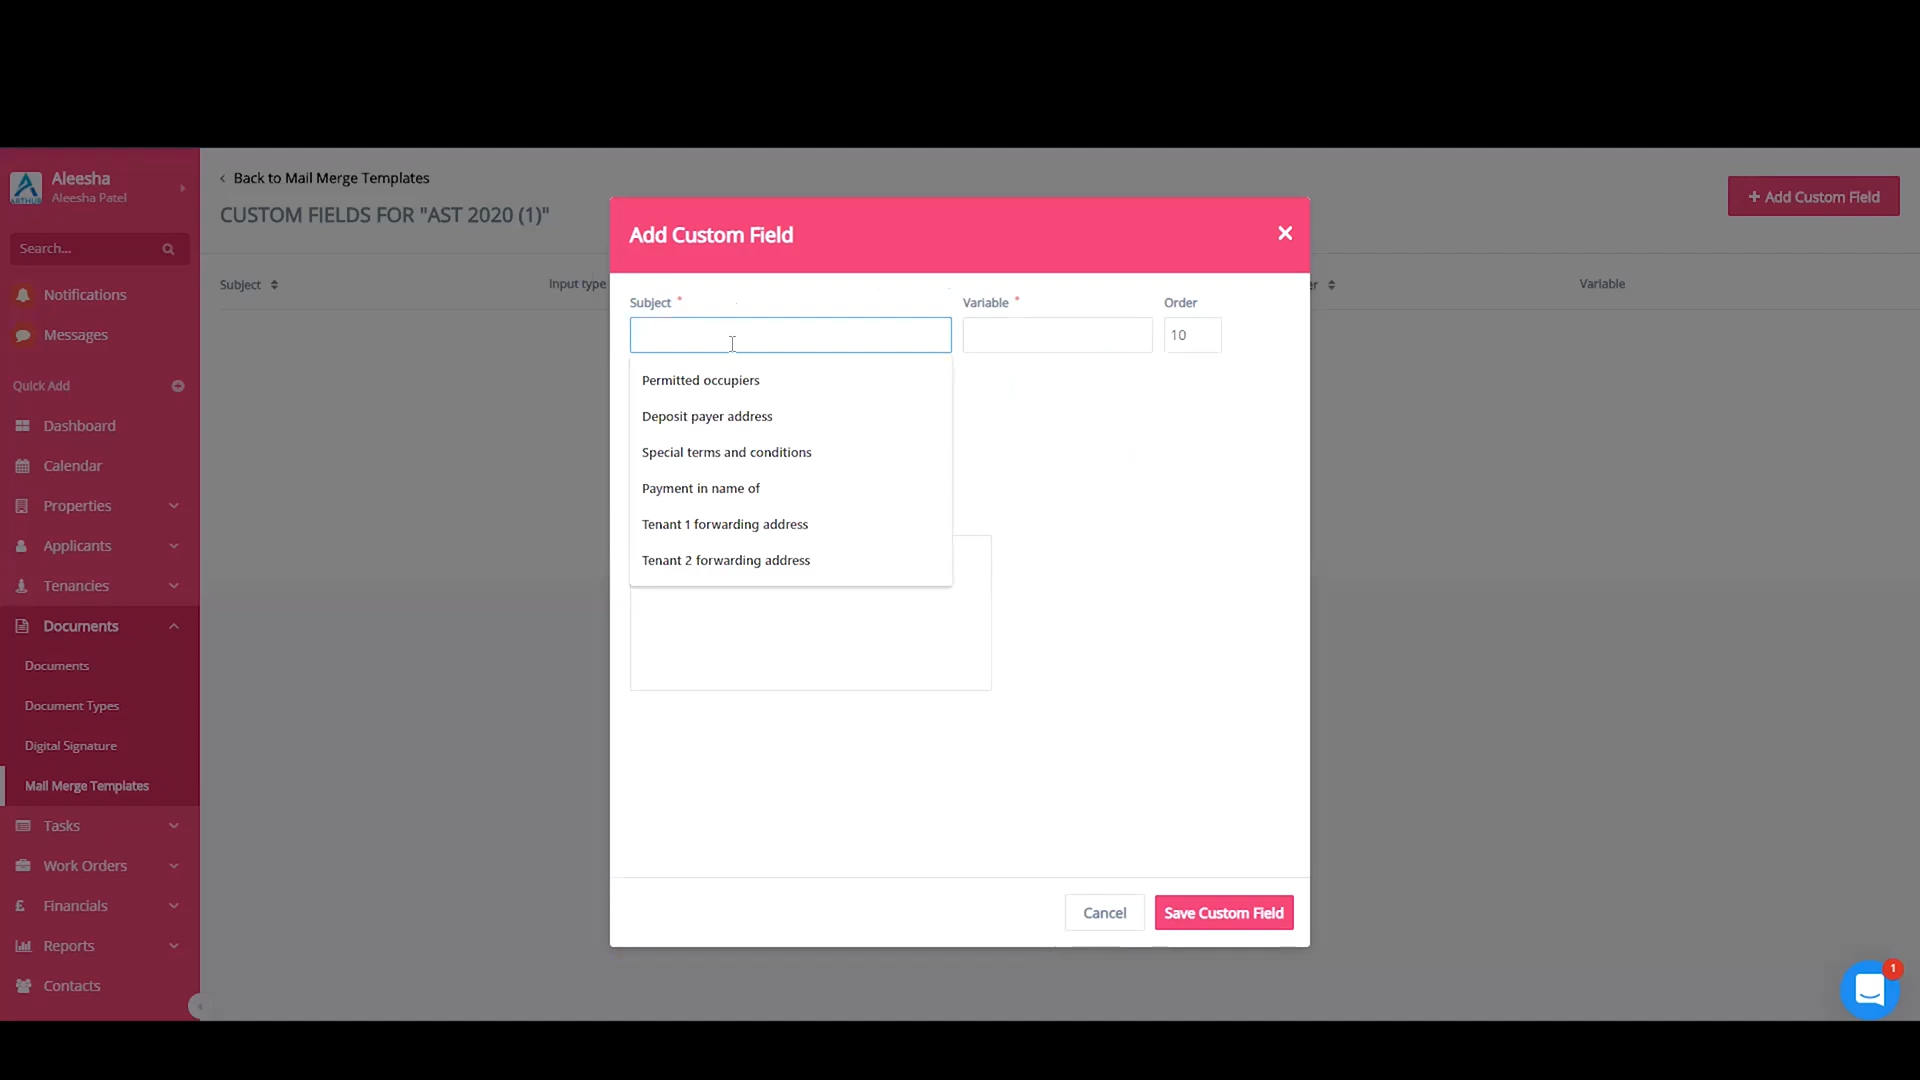 Aleesha
Aleesha Patel
ARTHUR
Search...
Notifications
Messages
Quick Add
Dashboard
Calendar
Properties
Applicants
Tenancies
Documents
Documents
Document Types
Digital Signature
Mail Merge Templates
Tasks
Work Orders
Financials
Reports
Contacts
Back to Mail Merge Templates
CUSTOM FIELDS FOR "AST 2020 (1)"
+ Add Custom Field
Subject
Input type
er
Variable
Add Custom Field
Subject *
Variable *
Order
10
Permitted occupiers
Deposit payer address
Special terms and conditions
Payment in name of
Tenant 1 forwarding address
Tenant 2 forwarding address
Cancel
Save Custom Field
1